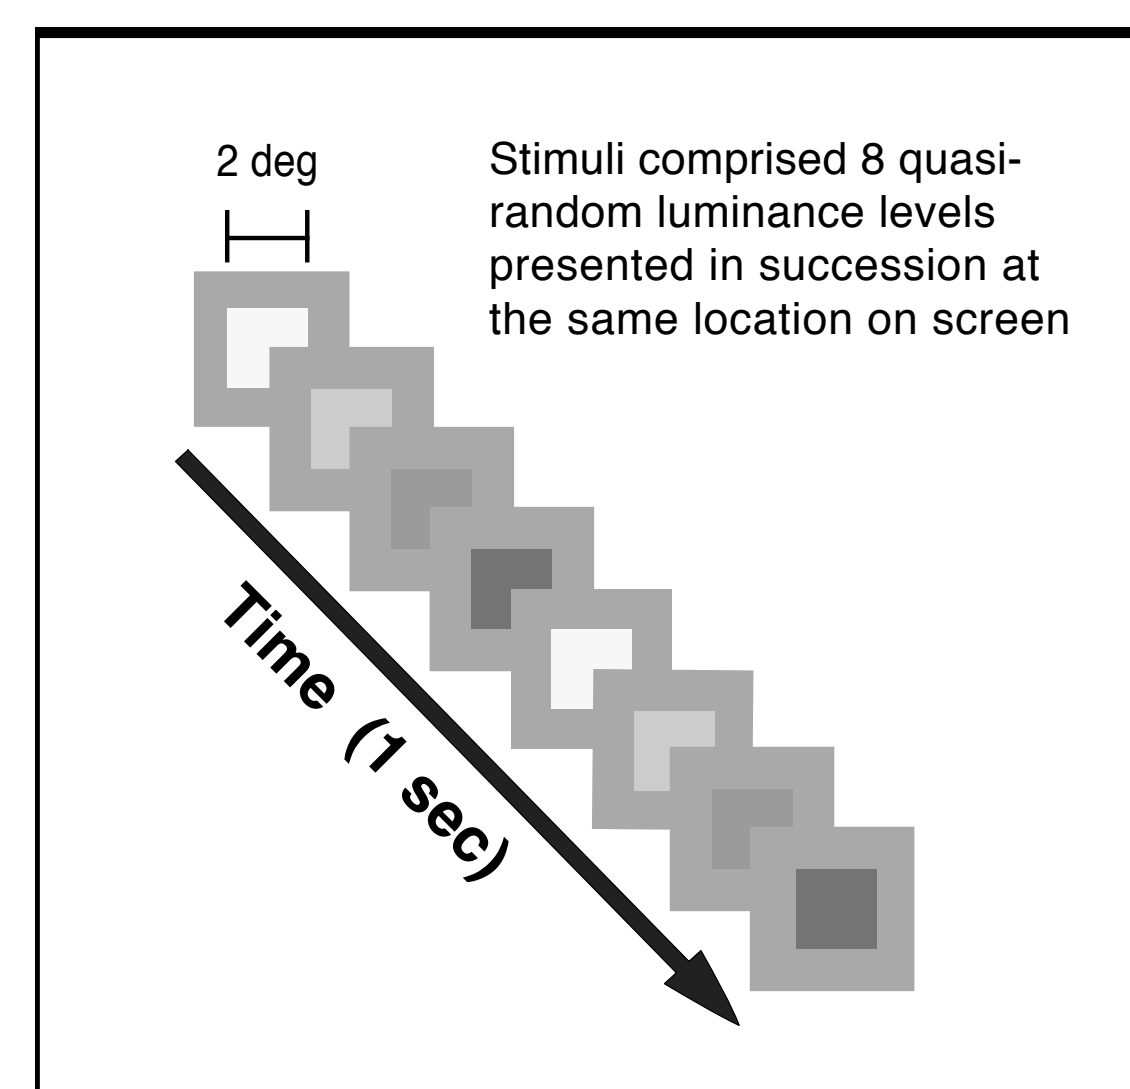 2 deg
Stimuli comprised 8 quasi-
random luminance levels
presented in succession at
the same location on screen
Time (1 sec)